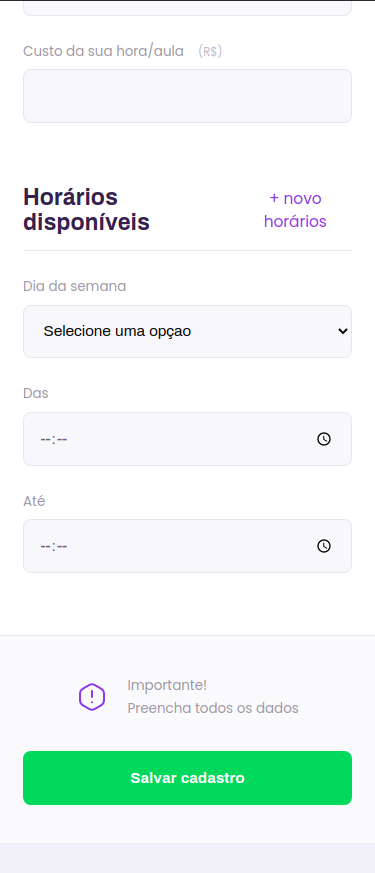 Custo da sua hora/aula (R$)
Horários
disponíveis
+ novo
horários
Dia da semana
Selecione uma opçao
Das
--:--
Até
--:--
Importante!
Preencha todos os dados
Salvar cadastro